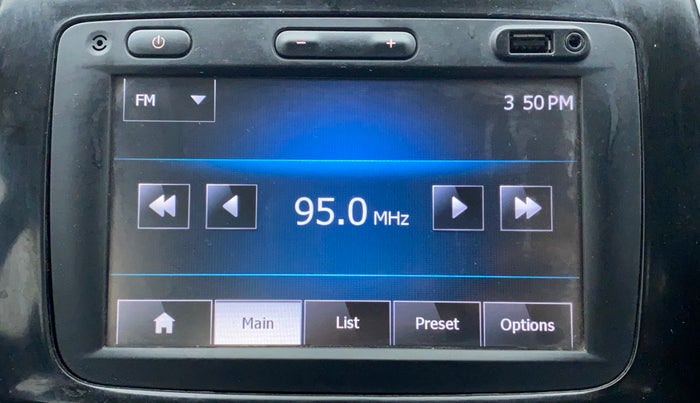 FM
3 50 PM
95.0 MHz
Main List Preset Options